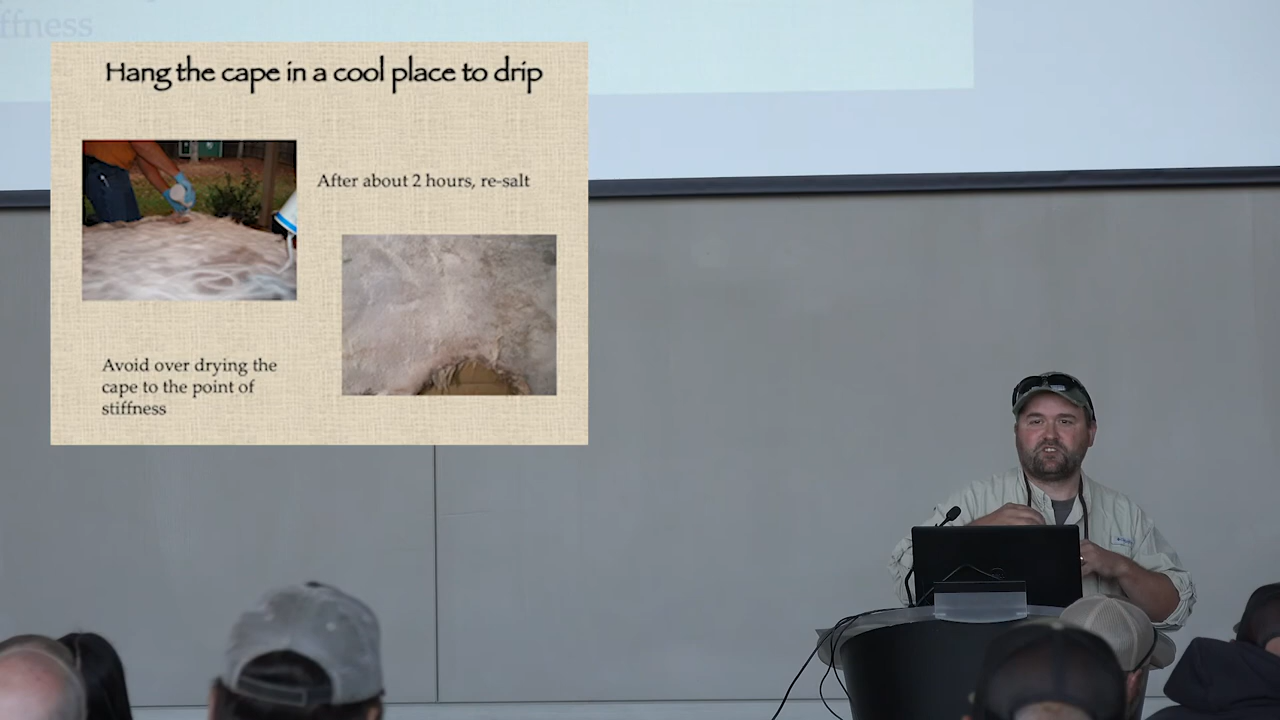 ffness
Hang the cape in a cool place to drip
After about 2 hours, re-salt
Avoid over drying the
cape to the point of
stiffness